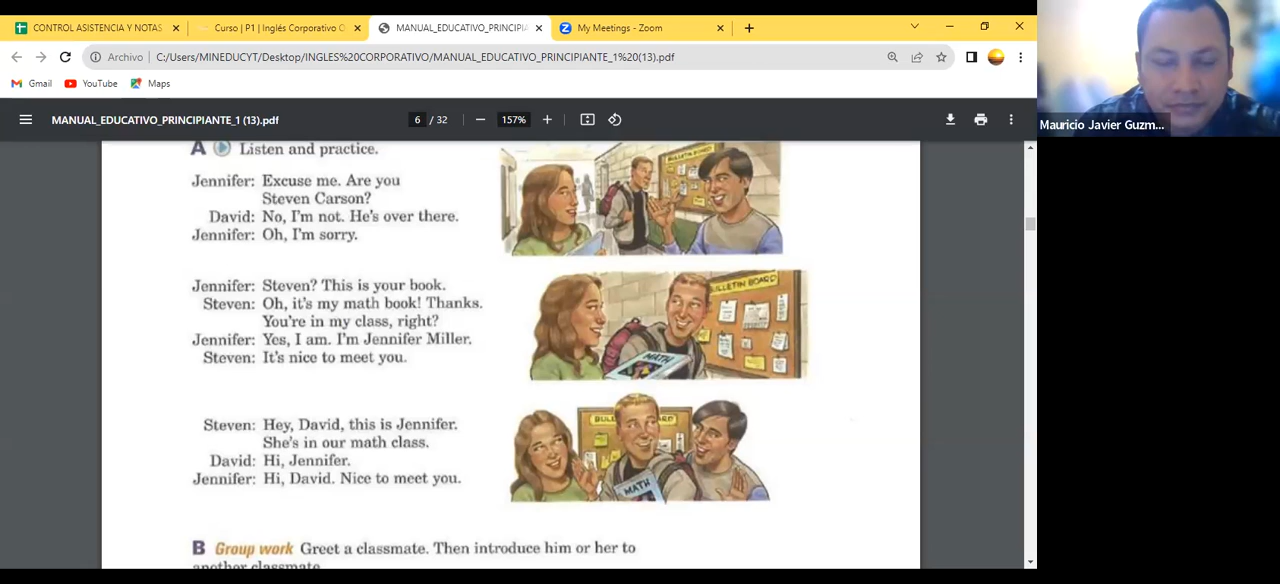 CONTROL ASISTENCIA Y NOTAS
Curso | P1 | Inglés Corporativo O
MANUAL_EDUCATIVO_PRINCIPIA
My Meetings - Zoom
Archivo
C:/Users/MINEDUCYT/Desktop/INGLES%20CORPORATIVO/MANUAL_EDUCATIVO_PRINCIPIANTE_1%20(13).pdf
Gmail
YouTube
Maps
MANUAL_EDUCATIVO_PRINCIPIANTE_1 (13).pdf
6 / 32
157%
Mauricio Javier Guzm...
A Listen and practice.
Jennifer: Excuse me. Are you
Steven Carson?
David: No, I'm not. He's over there.
Jennifer: Oh, I'm sorry.
BULLETIN BOARD
Jennifer: Steven? This is your book.
Steven: Oh, it's my math book! Thanks.
You're in my class, right?
Jennifer: Yes, I am. I'm Jennifer Miller.
Steven: It's nice to meet you.
BULLETIN BOARD
MATH
Steven: Hey, David, this is Jennifer.
She's in our math class.
David: Hi, Jennifer.
Jennifer: Hi, David. Nice to meet you.
MATH
B Group work Greet a classmate. Then introduce him or her to
another classmate.